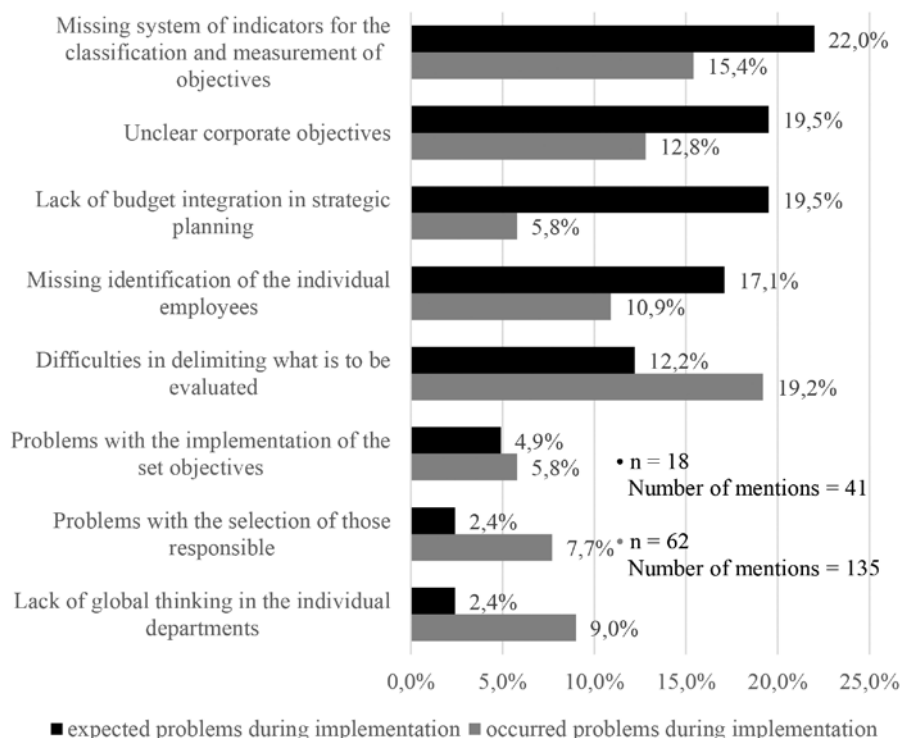 Missing system of indicators for the
classification and measurement of
objectives
22,0%
15,4%
Unclear corporate objectives
19,5%
12,8%
Lack of budget integration in strategic
planning
19,5%
5,8%
Missing identification of the individual
employees
17,1%
10,9%
Difficulties in delimiting what is to be
evaluated
12,2%
19,2%
Problems with the implementation of the
set objectives
4,9%
5,8%
• n = 18
Number of mentions = 41
Problems with the selection of those
responsible
2,4%
7,7%
• n = 62
Number of mentions = 135
Lack of global thinking in the individual
departments
2,4%
9,0%
0,0% 5,0% 10,0% 15,0% 20,0% 25,0%
expected problems during implementation occurred problems during implementation